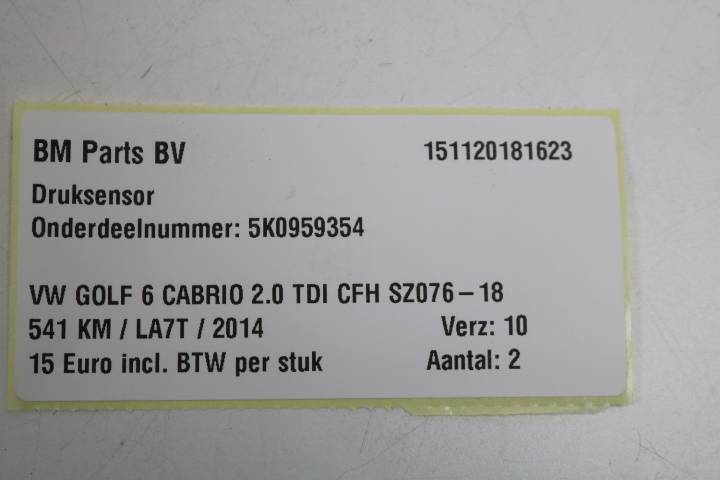 BM Parts BV 151120181623
Druksensor
Onderdeelnummer: 5K0959354
VW GOLF 6 CABRIO 2.0 TDI CFH SZ076-18
541 KM / LA7T / 2014 Verz: 10
15 Euro incl. BTW per stuk Aantal: 2